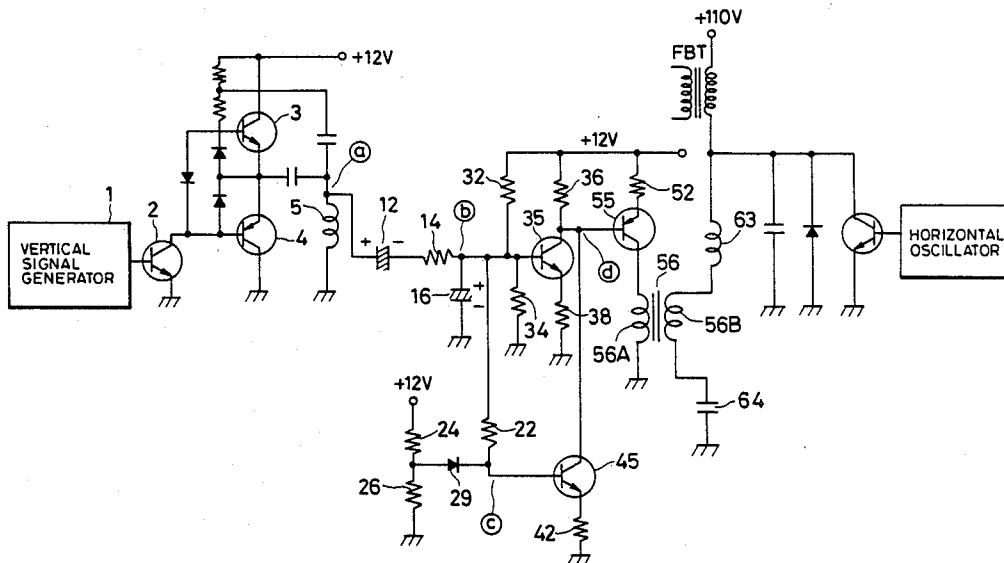 +110V
FBT
+12V
3
ⓐ
+12V
32
36
52
1
2
5
12
14
ⓑ
35
55
63
VERTICAL
SIGNAL
GENERATOR
4
+
-
ⓓ
56
HORIZONTAL
OSCILLATOR
16
+
-
34
38
56A
56B
+12V
64
24
22
26
29
45
ⓒ
42